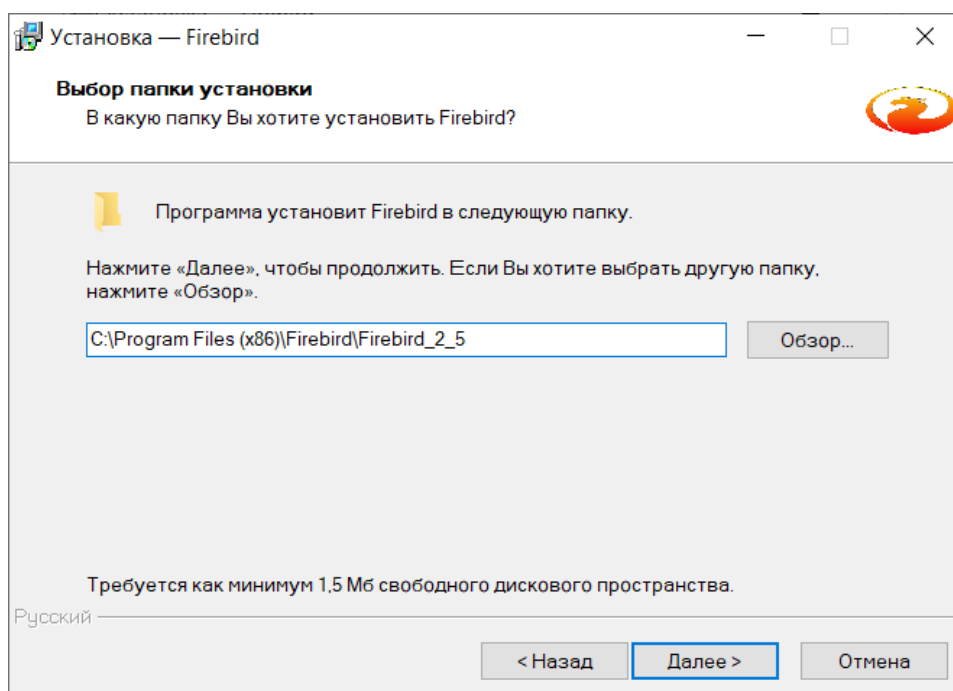 Установка — Firebird
Выбор папки установки
В какую папку Вы хотите установить Firebird?
Программа установит Firebird в следующую папку.
Нажмите «Далее», чтобы продолжить. Если Вы хотите выбрать другую папку,
нажмите «Обзор».
C:\Program Files (x86)\Firebird\Firebird_2_5
Обзор...
Требуется как минимум 1,5 Мб свободного дискового пространства.
Русский
< Назад
Далее >
Отмена